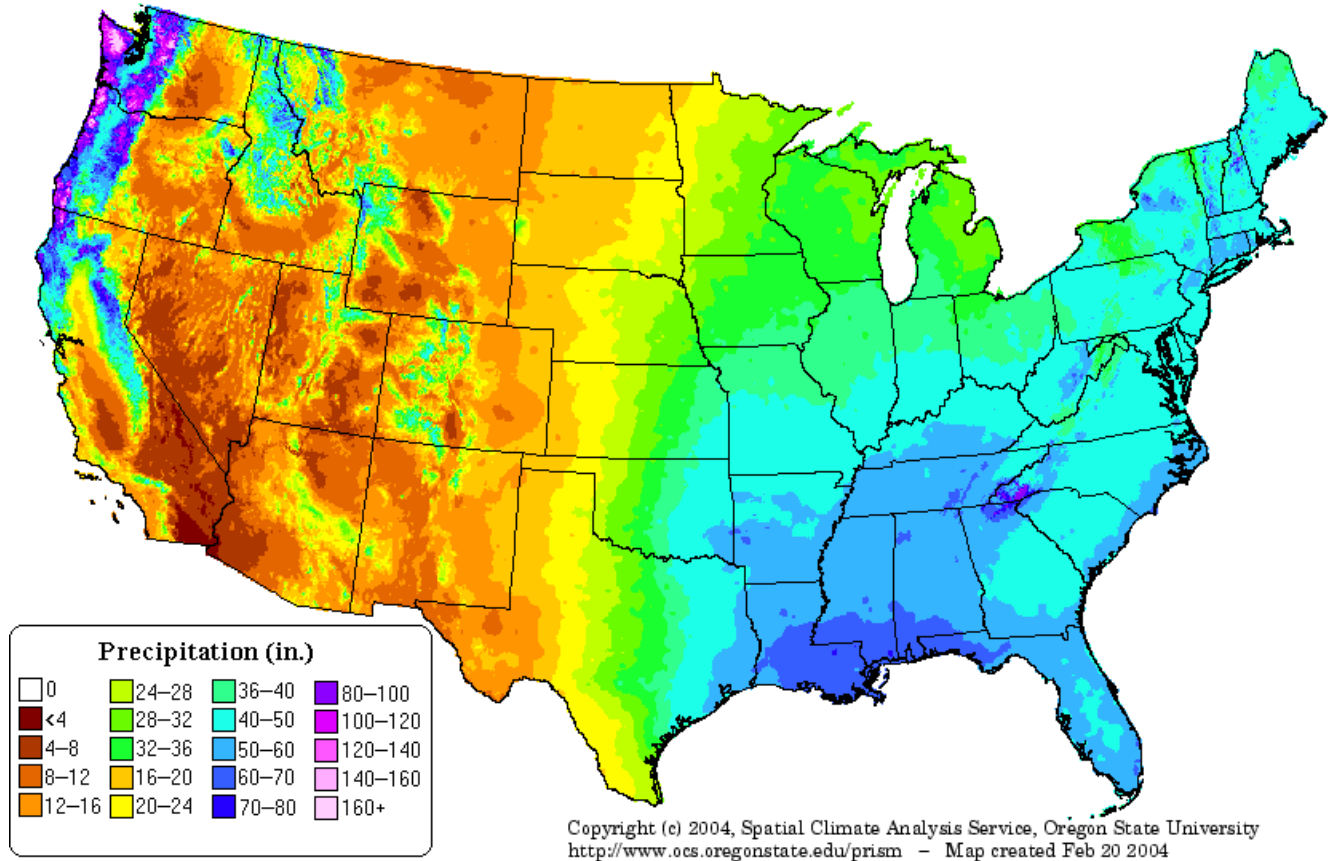 Precipitation (in.)
0 24–28 36–40 80–100
<4 28–32 40–50 100–120
4–8 32–36 50–60 120–140
8–12 16–20 60–70 140–160
12–16 20–24 70–80 160+
Copyright (c) 2004, Spatial Climate Analysis Service, Oregon State University
http://www.ocs.oregonstate.edu/prism – Map created Feb 20 2004